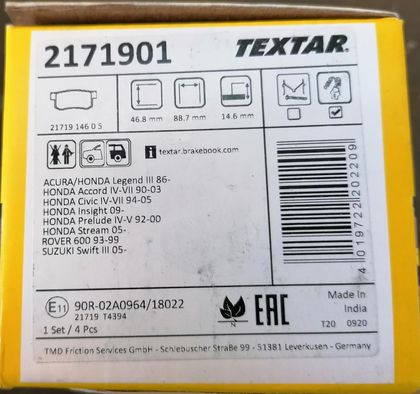 2171901 TEXTAR
21719 146 0 5
46.8 mm 88.7 mm 14.6 mm
i textar.brakebook.com
ACURA/HONDA Legend III 86-
HONDA Accord IV-VII 90-03
HONDA Civic IV-VII 94-05
HONDA Insight 09-
HONDA Prelude IV-V 92-00
HONDA Stream 05-
ROVER 600 93-99
SUZUKI Swift III 05-
4019722202209
E11 90R-02A0964/18022
21719 T4394
1 Set / 4 Pcs
EAC
Made In
India
T20 0920
TMD Friction Services GmbH - Schlebuscher Straße 99 - 51381 Leverkusen - Germany